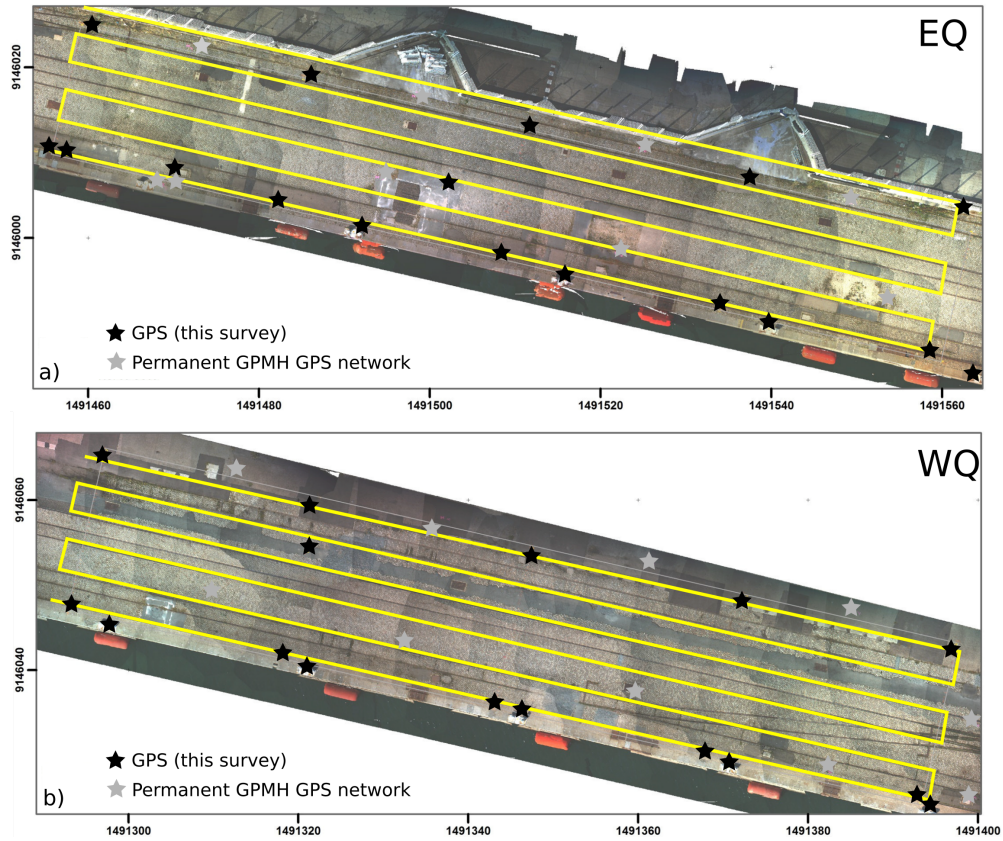 EQ
9146020
9146000
GPS (this survey)
Permanent GPMH GPS network
a)
1491460 1491480 1491500 1491520 1491540 1491560
WQ
9146060
9146040
GPS (this survey)
Permanent GPMH GPS network
b)
1491300 1491320 1491340 1491360 1491380 1491400